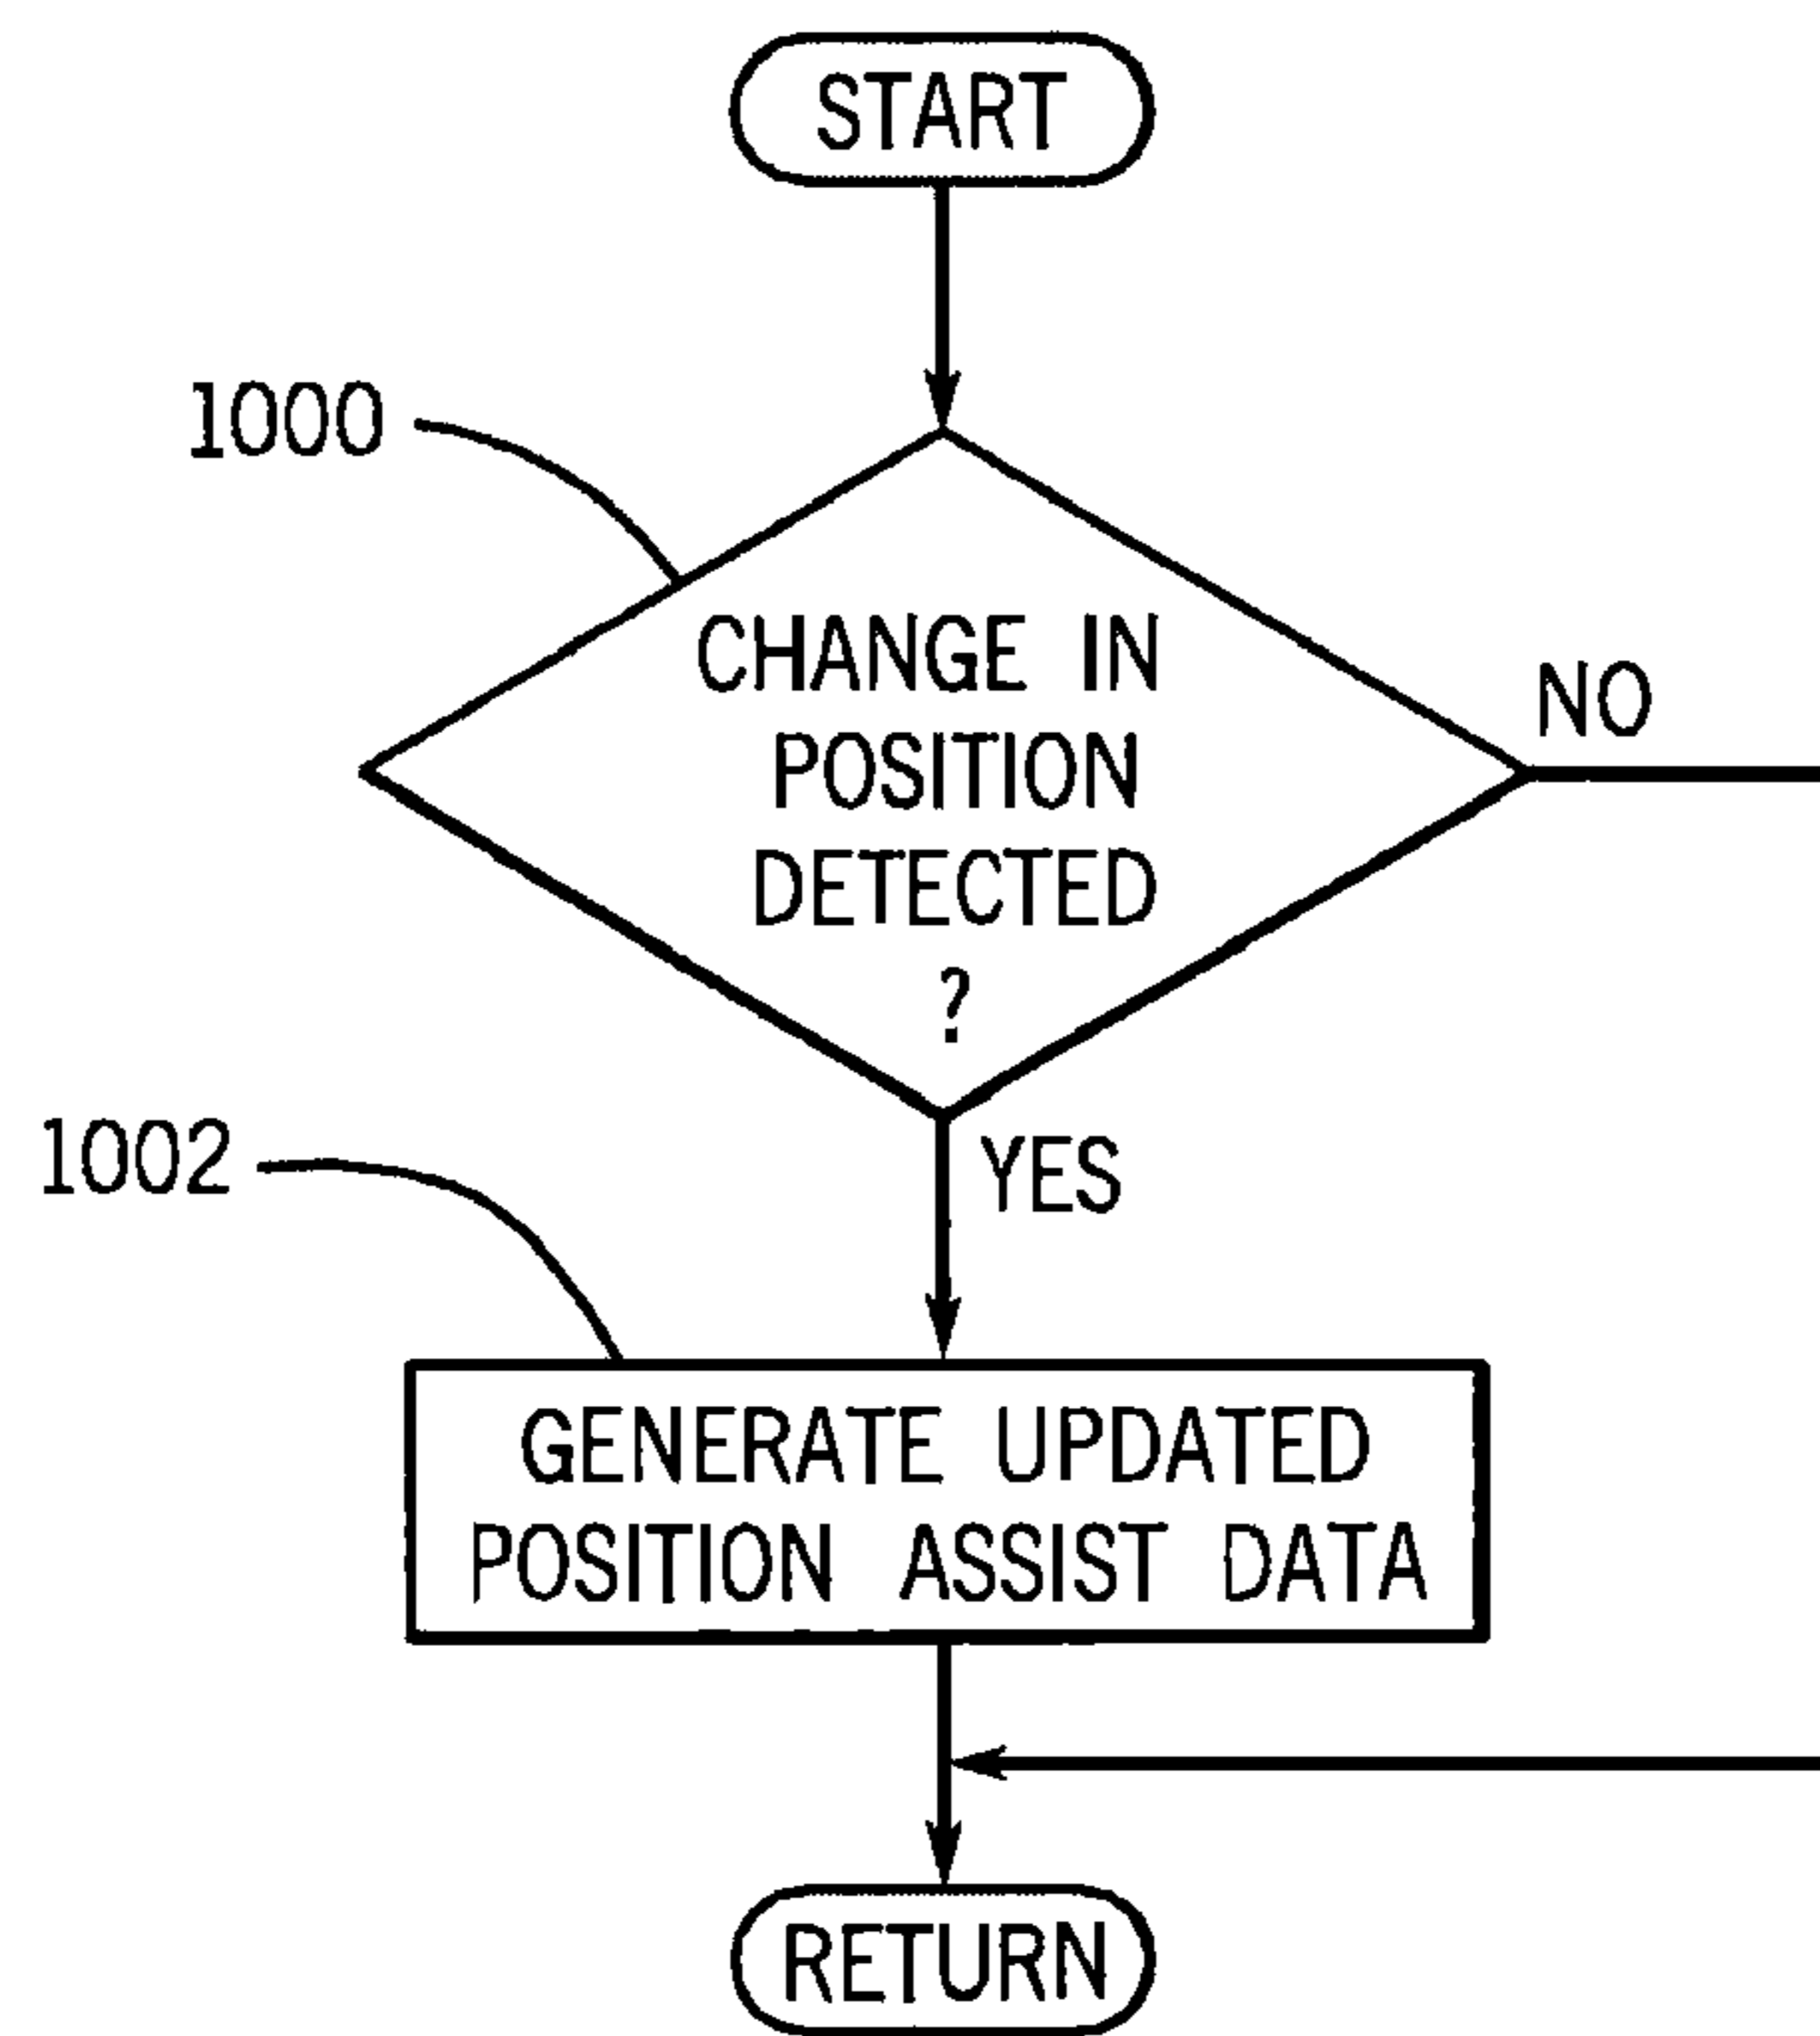 START
1000
CHANGE IN
POSITION
DETECTED
?
NO
YES
1002
GENERATE UPDATED
POSITION ASSIST DATA
RETURN